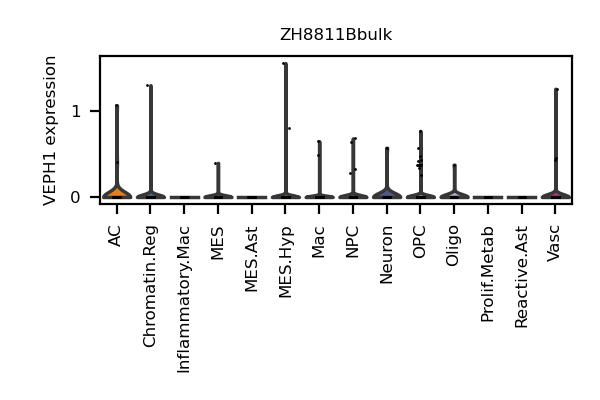 ZH8811Bbulk
VEPH1 expression
1
0
AC
Chromatin.Reg
Inflammatory.Mac
MES
MES.Ast
MES.Hyp
Mac
NPC
Neuron
OPC
Oligo
Prolif.Metab
Reactive.Ast
Vasc